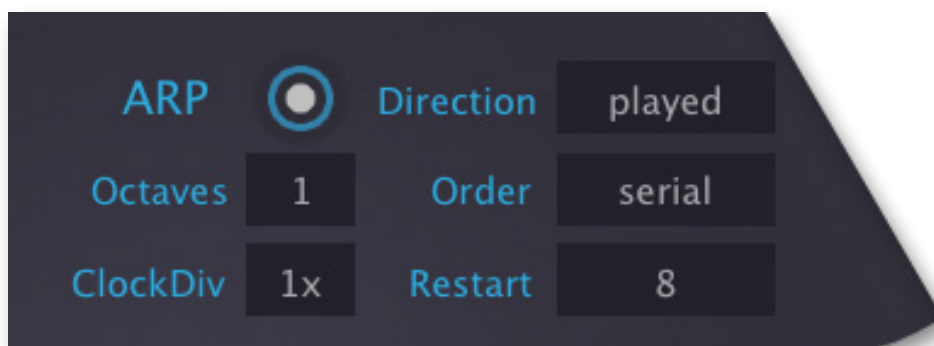 ARP Direction played
Octaves 1 Order serial
ClockDiv 1x Restart 8